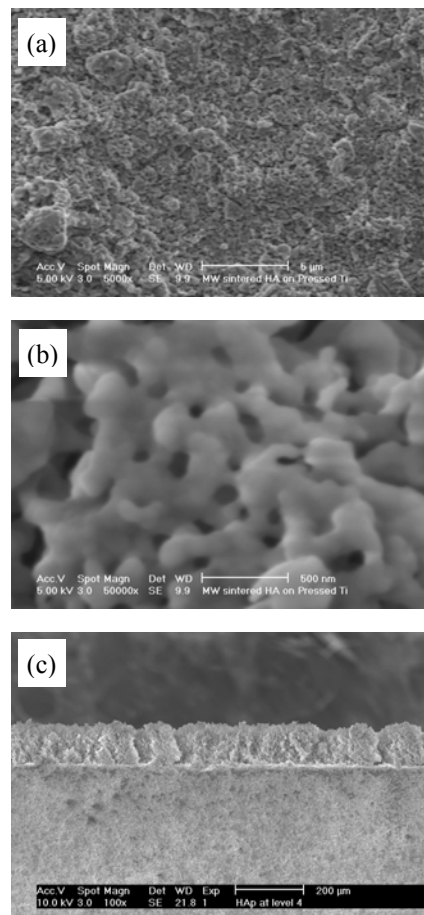 (a)
Acc.V Spot Magn Det WD 5 µm
5.00 kV 3.0 5000x SE 9.9 MW sintered HA on Pressed Ti
(b)
Acc.V Spot Magn Det WD 500 nm
5.00 kV 3.0 50000x SE 9.9 MW sintered HA on Pressed Ti
(c)
Acc.V Spot Magn Det WD Exp 200 µm
10.0 kV 3.0 100x SE 21.8 1 HAp at level 4